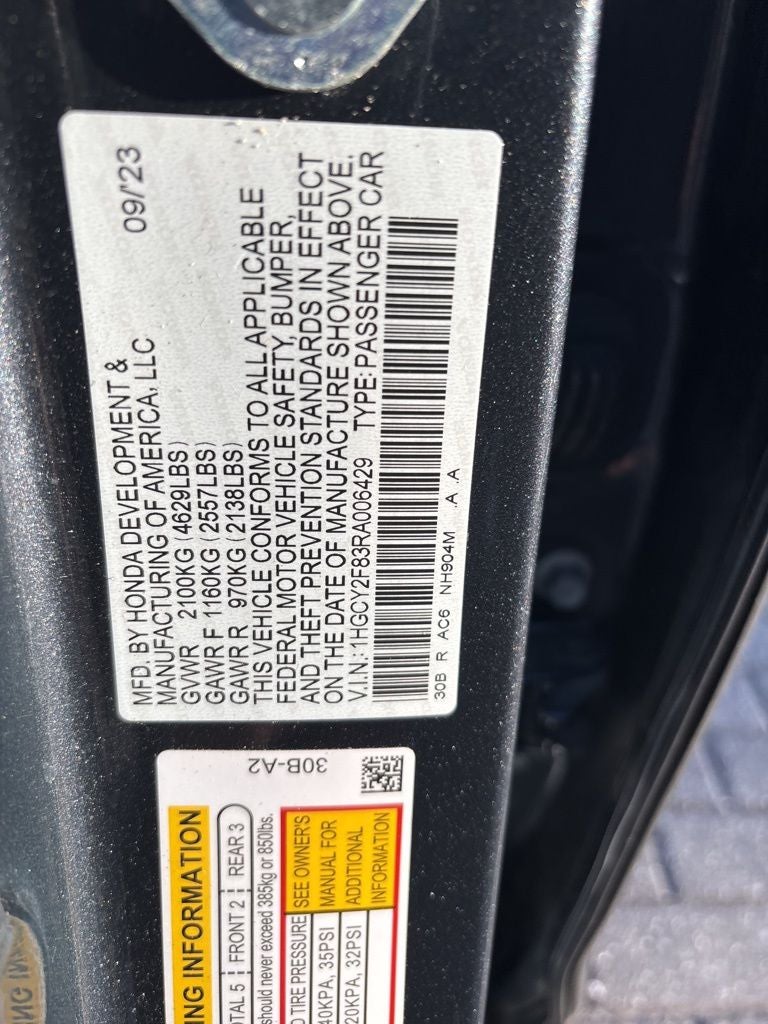 09/'23
MFD. BY HONDA DEVELOPMENT &
MANUFACTURING OF AMERICA, LLC
GVWR 2100KG (4629LBS)
GAWR F 1160KG (2557LBS)
GAWR R 970KG (2138LBS)
THIS VEHICLE CONFORMS TO ALL APPLICABLE
FEDERAL MOTOR VEHICLE SAFETY, BUMPER,
AND THEFT PREVENTION STANDARDS IN EFFECT
ON THE DATE OF MANUFACTURE SHOWN ABOVE.
V.I.N.: 1HGCY2F83RA006429 TYPE: PASSENGER CAR
30B R AC6 NH904M .A .A
30B-A2
ING INFORMATION
TOTAL 5 FRONT 2 REAR 3
should never exceed 385kg or 850lbs.
TIRE PRESSURE SEE OWNER'S
40KPA, 35PSI MANUAL FOR
ADDITIONAL
20KPA, 32PSI INFORMATION